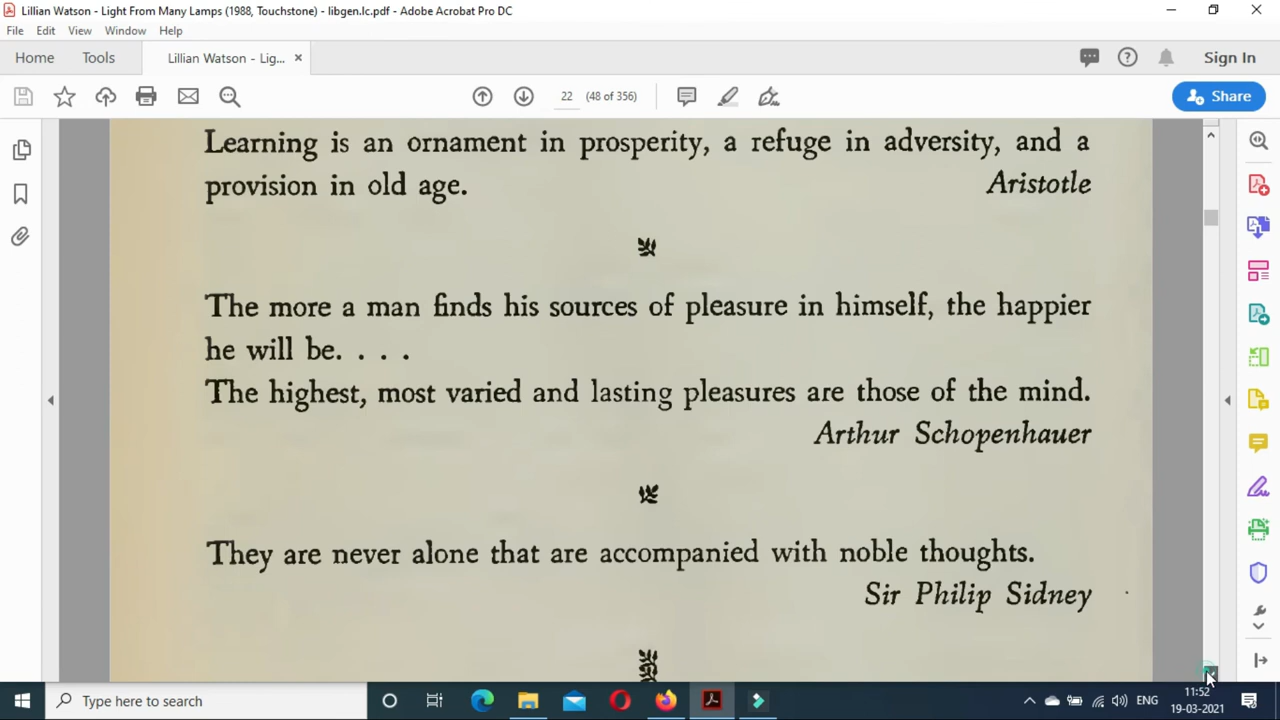 Lillian Watson - Light From Many Lamps (1988, Touchstone) - libgen.lc.pdf - Adobe Acrobat Pro DC
File Edit View Window Help
Home Tools Lillian Watson - Lig... × Sign In
22 (48 of 356) Share
Learning is an ornament in prosperity, a refuge in adversity, and a
provision in old age. Aristotle
The more a man finds his sources of pleasure in himself, the happier
he will be. . . .
The highest, most varied and lasting pleasures are those of the mind.
Arthur Schopenhauer
They are never alone that are accompanied with noble thoughts.
Sir Philip Sidney
Type here to search ENG 11:52
19-03-2021